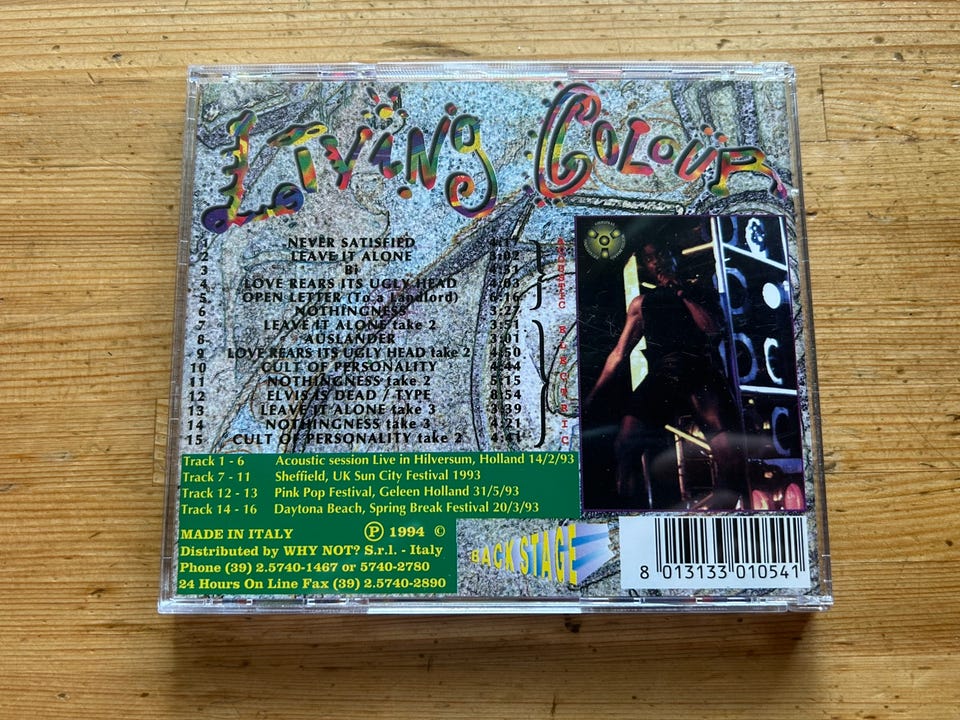 Living Colour
1 NEVER SATISFIED 4:17
2 LEAVE IT ALONE 3:02
3 Bi 4:51
4 LOVE REARS ITS UGLY HEAD 4:03
5 OPEN LETTER (To a Landlord) 6:16
6 NOTHINGNESS 3:27
7 LEAVE IT ALONE take 2 3:51
8 AUSLANDER 3:01
9 LOVE REARS ITS UGLY HEAD take 2 4:50
10 CULT OF PERSONALITY 4:44
11 NOTHINGNESS take 2 5:15
12 ELVIS IS DEAD / TYPE 8:54
13 LEAVE IT ALONE take 3 3:39
14 NOTHINGNESS take 3 4:21
15 CULT OF PERSONALITY take 2 4:41
ACOUSTIC
ELECTRIC
Track 1 - 6 Acoustic session Live in Hilversum, Holland 14/2/93
Track 7 - 11 Sheffield, UK Sun City Festival 1993
Track 12 - 13 Pink Pop Festival, Geleen Holland 31/5/93
Track 14 - 16 Daytona Beach, Spring Break Festival 20/3/93
MADE IN ITALY ℗ 1994 ©
Distributed by WHY NOT? S.r.l. - Italy
Phone (39) 2.5740-1467 or 5740-2780
24 Hours On Line Fax (39) 2.5740-2890
BACK STAGE
8 013133 010541